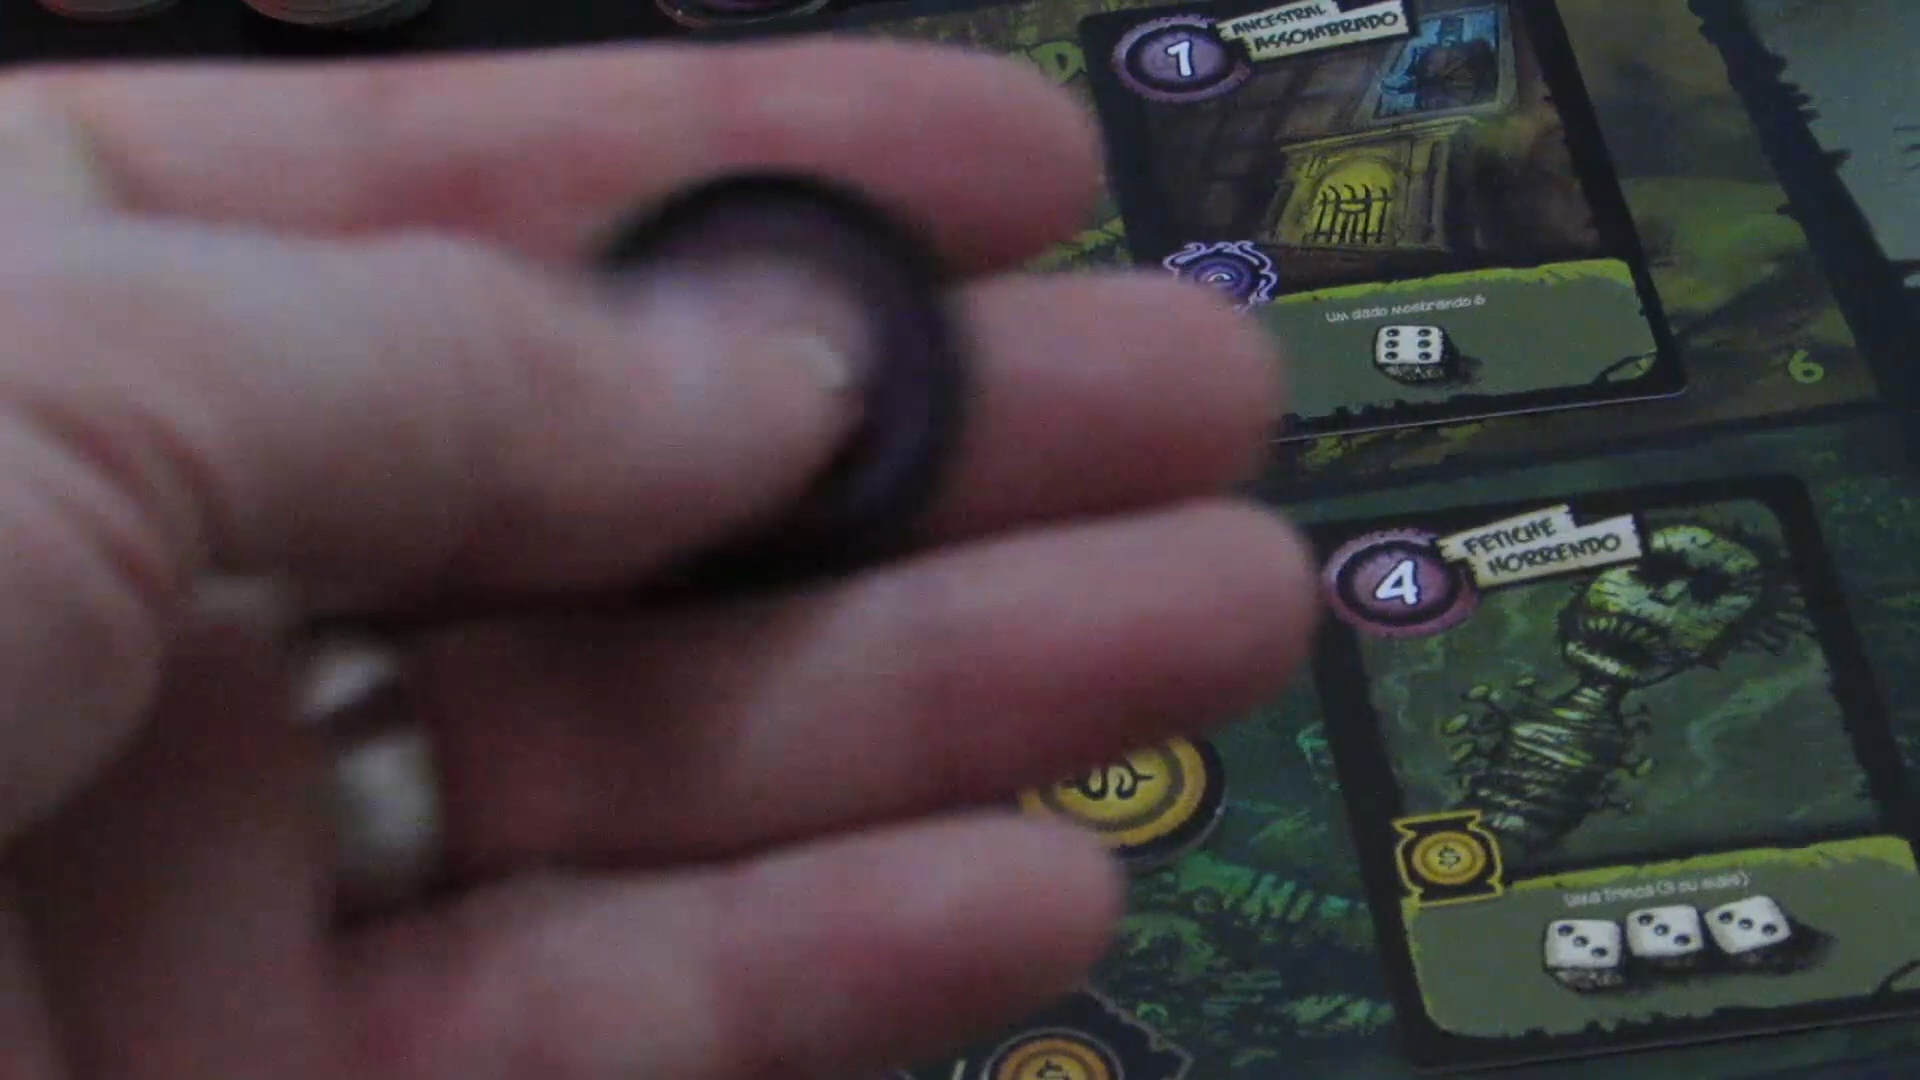 1
ANCESTRAL
ASSOMBRADO
Um dado mostrando 6
6
4
FETICHE
HORRENDO
$
Uma trinca (3 ou mais)
$